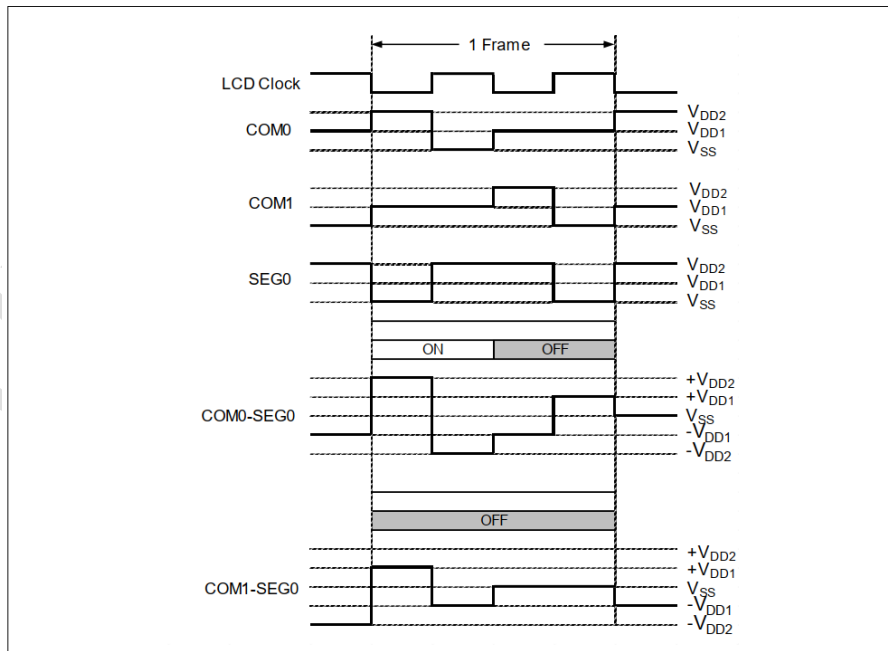 1 Frame
LCD Clock
COM0
VDD2
VDD1
VSS
COM1
VDD2
VDD1
VSS
SEG0
VDD2
VDD1
VSS
ON OFF
COM0-SEG0
+VDD2
+VDD1
VSS
-VDD1
-VDD2
OFF
COM1-SEG0
+VDD2
+VDD1
VSS
-VDD1
-VDD2